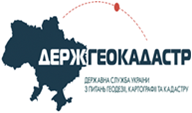 ДЕРЖГЕОКАДАСТР
ДЕРЖАВНА СЛУЖБА УКРАЇНИ
З ПИТАНЬ ГЕОДЕЗІЇ, КАРТОГРАФІЇ ТА КАДАСТРУ